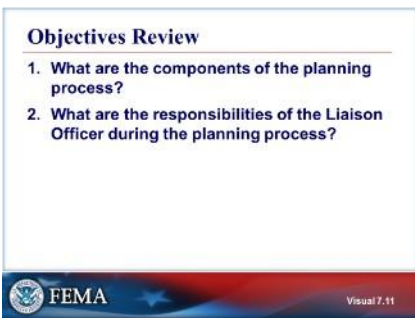 Objectives Review
1. What are the components of the planning
process?
2. What are the responsibilities of the Liaison
Officer during the planning process?
FEMA
Visual 7.11